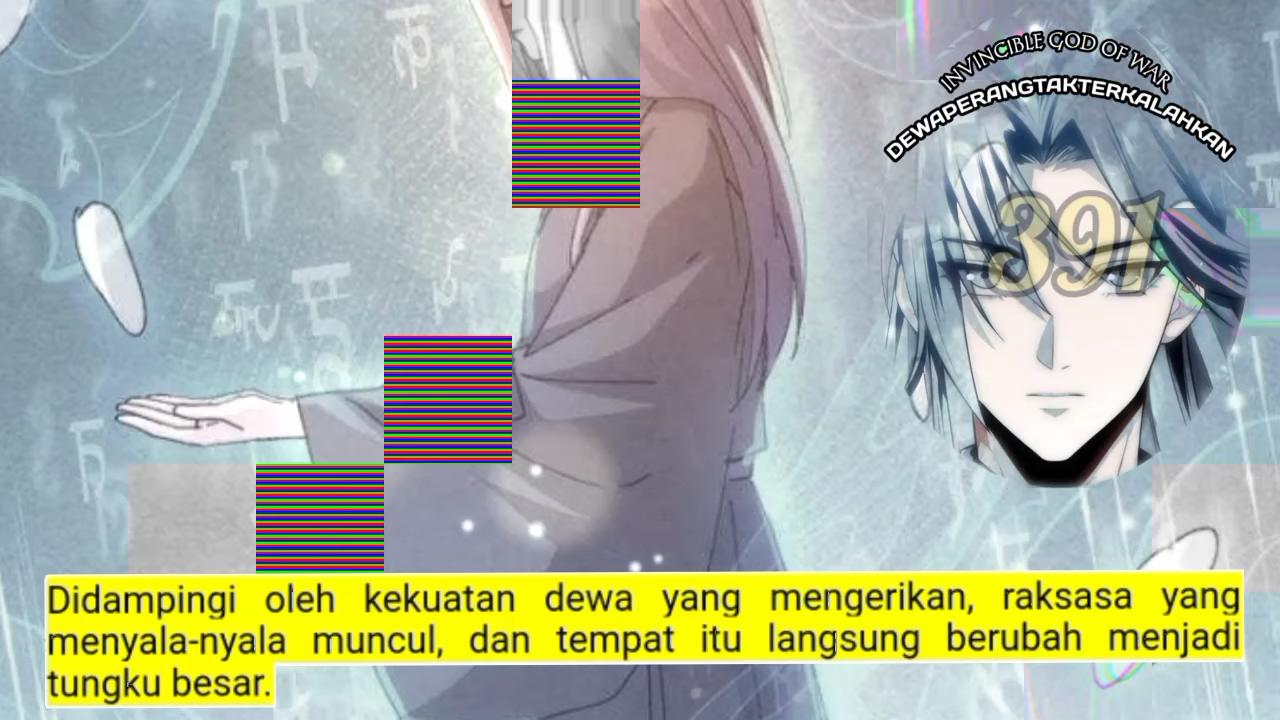 INVINCIBLE GOD OF WAR
DEWAPERANGTAKTERKALAHKAN
391
Didampingi oleh kekuatan dewa yang mengerikan, raksasa yang
menyala-nyala muncul, dan tempat itu langsung berubah menjadi
tungku besar.